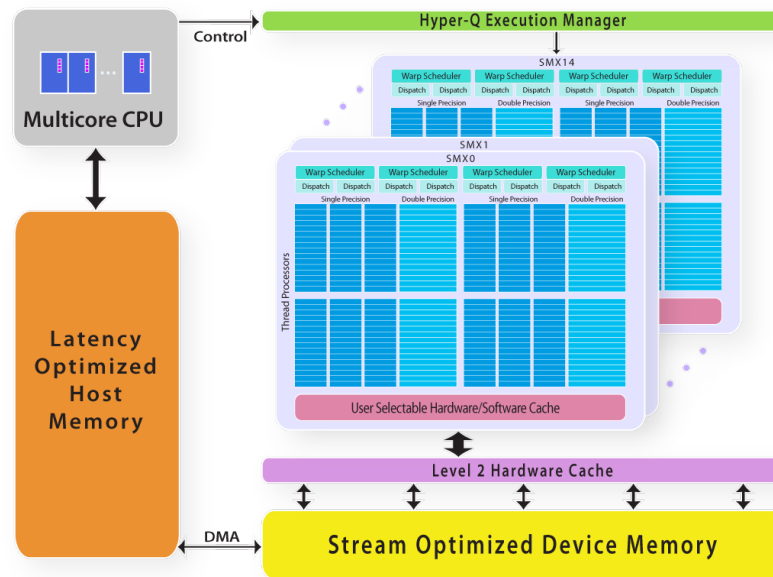 Hyper-Q Execution Manager
Control
Multicore CPU
SMX14
Warp Scheduler Warp Scheduler Warp Scheduler Warp Scheduler
Dispatch Dispatch Dispatch Dispatch Dispatch Dispatch Dispatch Dispatch
Single Precision Double Precision Single Precision Double Precision
SMX1
SMX0
Warp Scheduler Warp Scheduler Warp Scheduler Warp Scheduler
Dispatch Dispatch Dispatch Dispatch Dispatch Dispatch Dispatch Dispatch
Single Precision Double Precision Single Precision Double Precision
Thread Processors
User Selectable Hardware/Software Cache
Latency
Optimized
Host
Memory
Level 2 Hardware Cache
DMA
Stream Optimized Device Memory